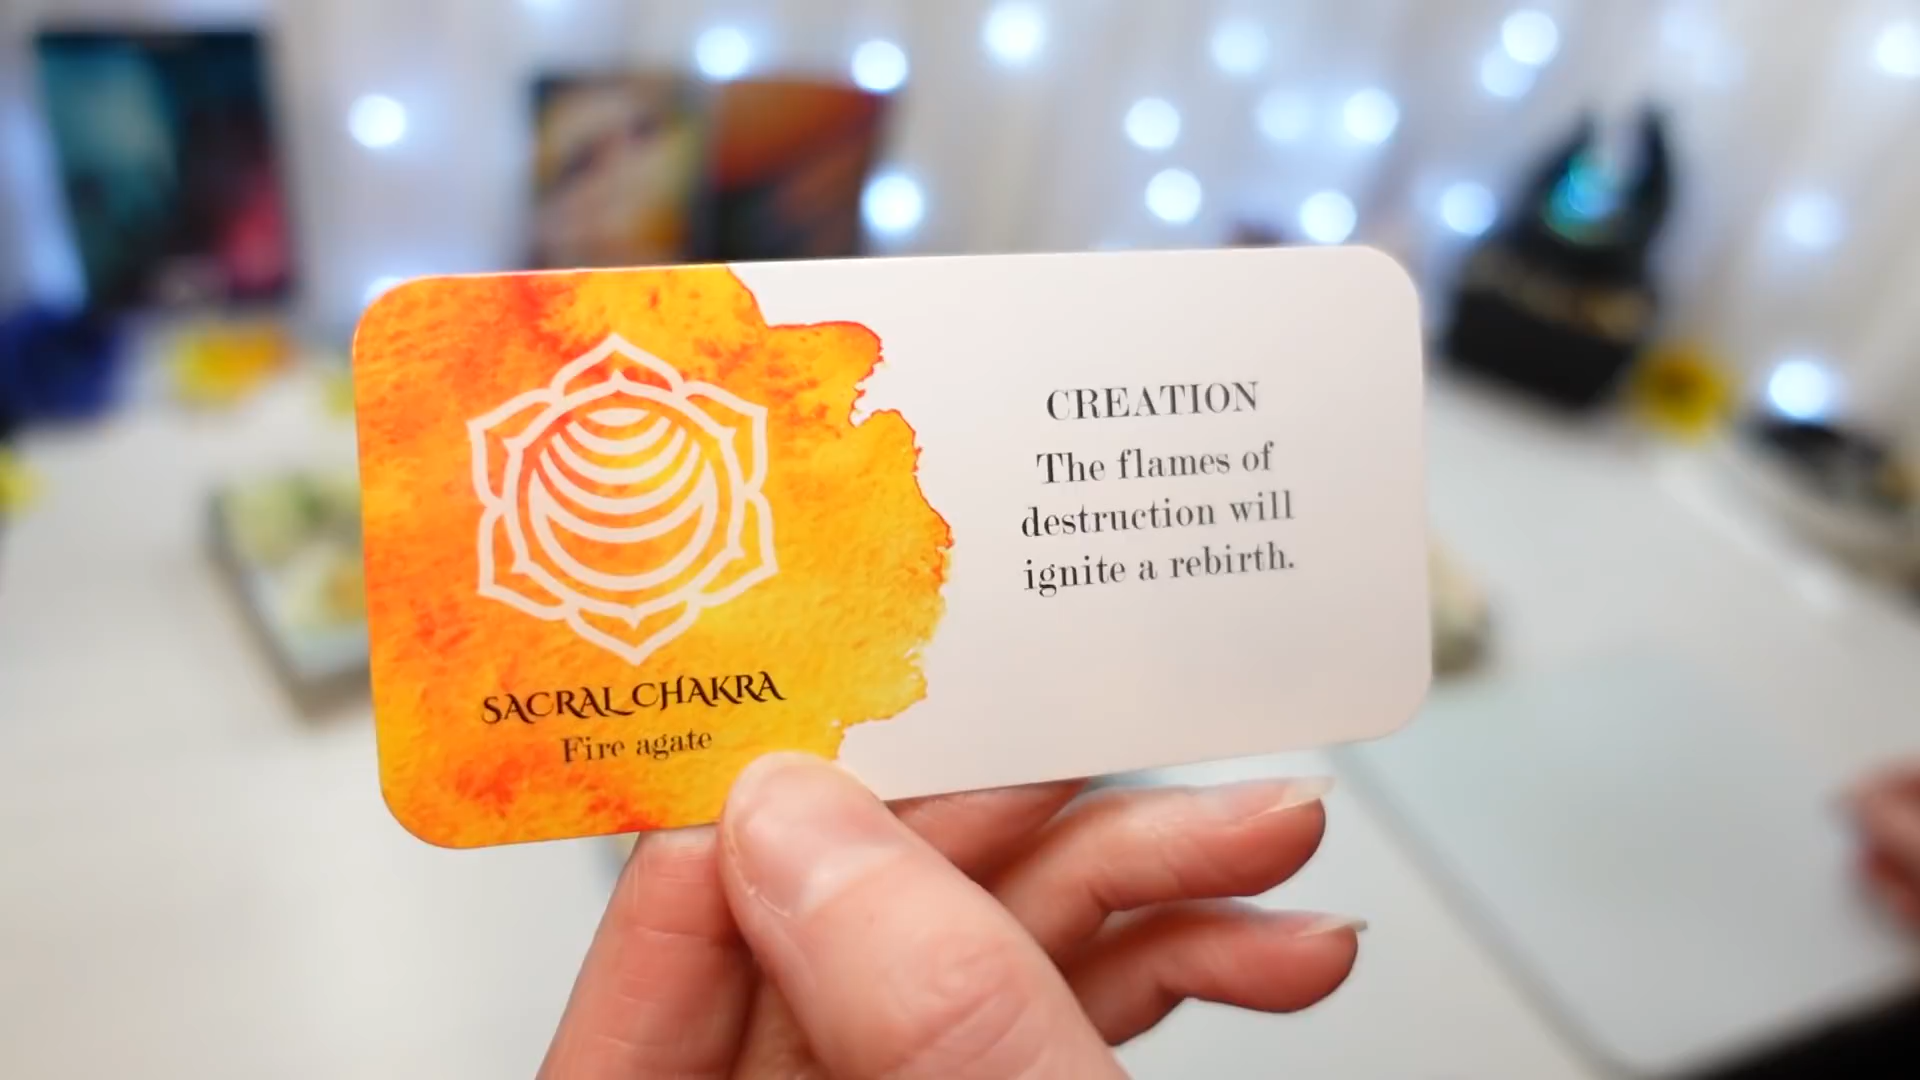 SACRAL CHAKRA
Fire agate
CREATION
The flames of
destruction will
ignite a rebirth.